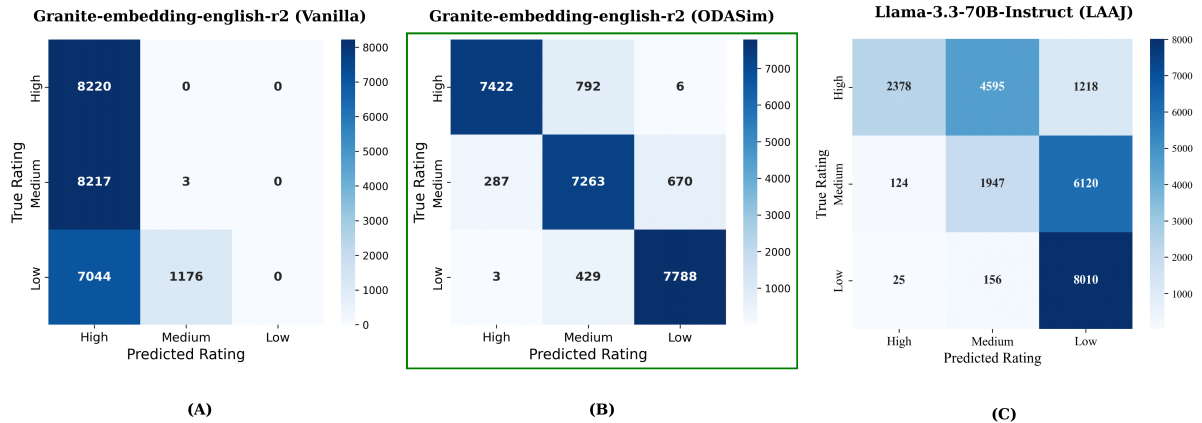 Granite-embedding-english-r2 (Vanilla)
True Rating
High
Medium
Low
8220 0 0
8217 3 0
7044 1176 0
High Medium Low
Predicted Rating
8000
7000
6000
5000
4000
3000
2000
1000
0
(A)
Granite-embedding-english-r2 (ODASim)
True Rating
High
Medium
Low
7422 792 6
287 7263 670
3 429 7788
High Medium Low
Predicted Rating
7000
6000
5000
4000
3000
2000
1000
(B)
Llama-3.3-70B-Instruct (LAAJ)
True Rating
High
Medium
Low
2378 4595 1218
124 1947 6120
25 156 8010
High Medium Low
Predicted Rating
8000
7000
6000
5000
4000
3000
2000
1000
(C)